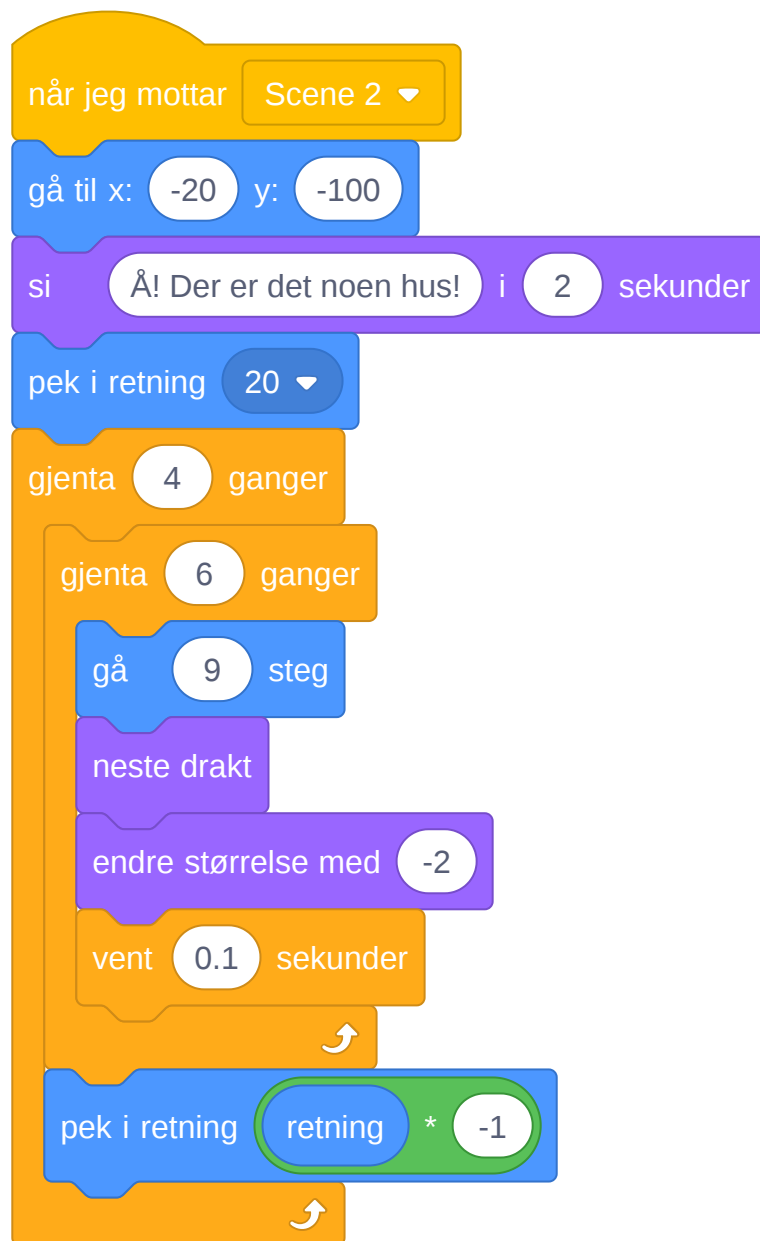 når jeg mottar Scene 2
gå til x: -20 y: -100
si Å! Der er det noen hus! i 2 sekunder
pek i retning 20
gjenta 4 ganger
gjenta 6 ganger
gå 9 steg
neste drakt
endre størrelse med -2
vent 0.1 sekunder
pek i retning retning * -1